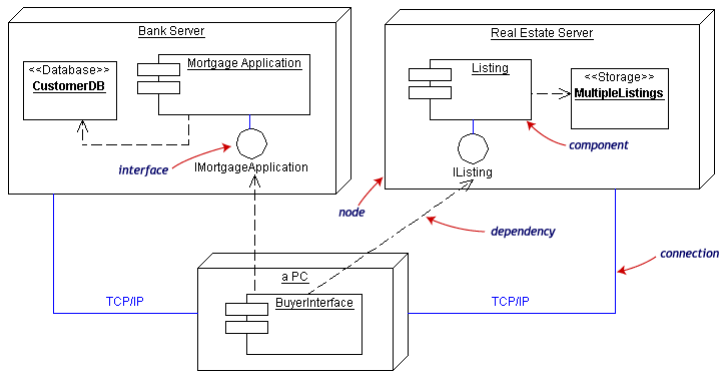 Bank Server
<<Database>>
CustomerDB
Mortgage Application
interface
IMortgageApplication
Real Estate Server
Listing
<<Storage>>
MultipleListings
component
IListing
node
dependency
connection
a PC
BuyerInterface
TCP/IP
TCP/IP